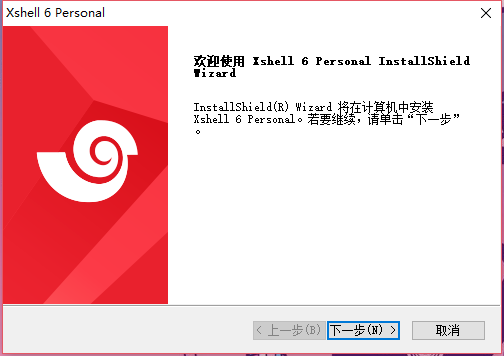 Xshell 6 Personal
欢迎使用 Xshell 6 Personal InstallShield
Wizard
InstallShield(R) Wizard 将在计算机中安装
Xshell 6 Personal。若要继续，请单击“下一步”
。
< 上一步(B)
下一步(N) >
取消